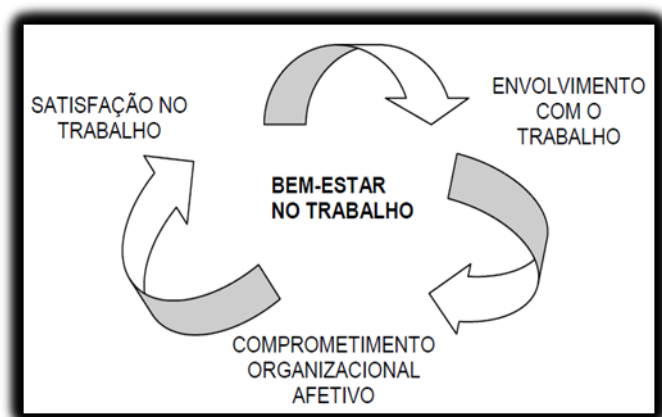 SATISFAÇÃO NO
TRABALHO
ENVOLVIMENTO
COM O
TRABALHO
BEM-ESTAR
NO TRABALHO
COMPROMETIMENTO
ORGANIZACIONAL
AFETIVO